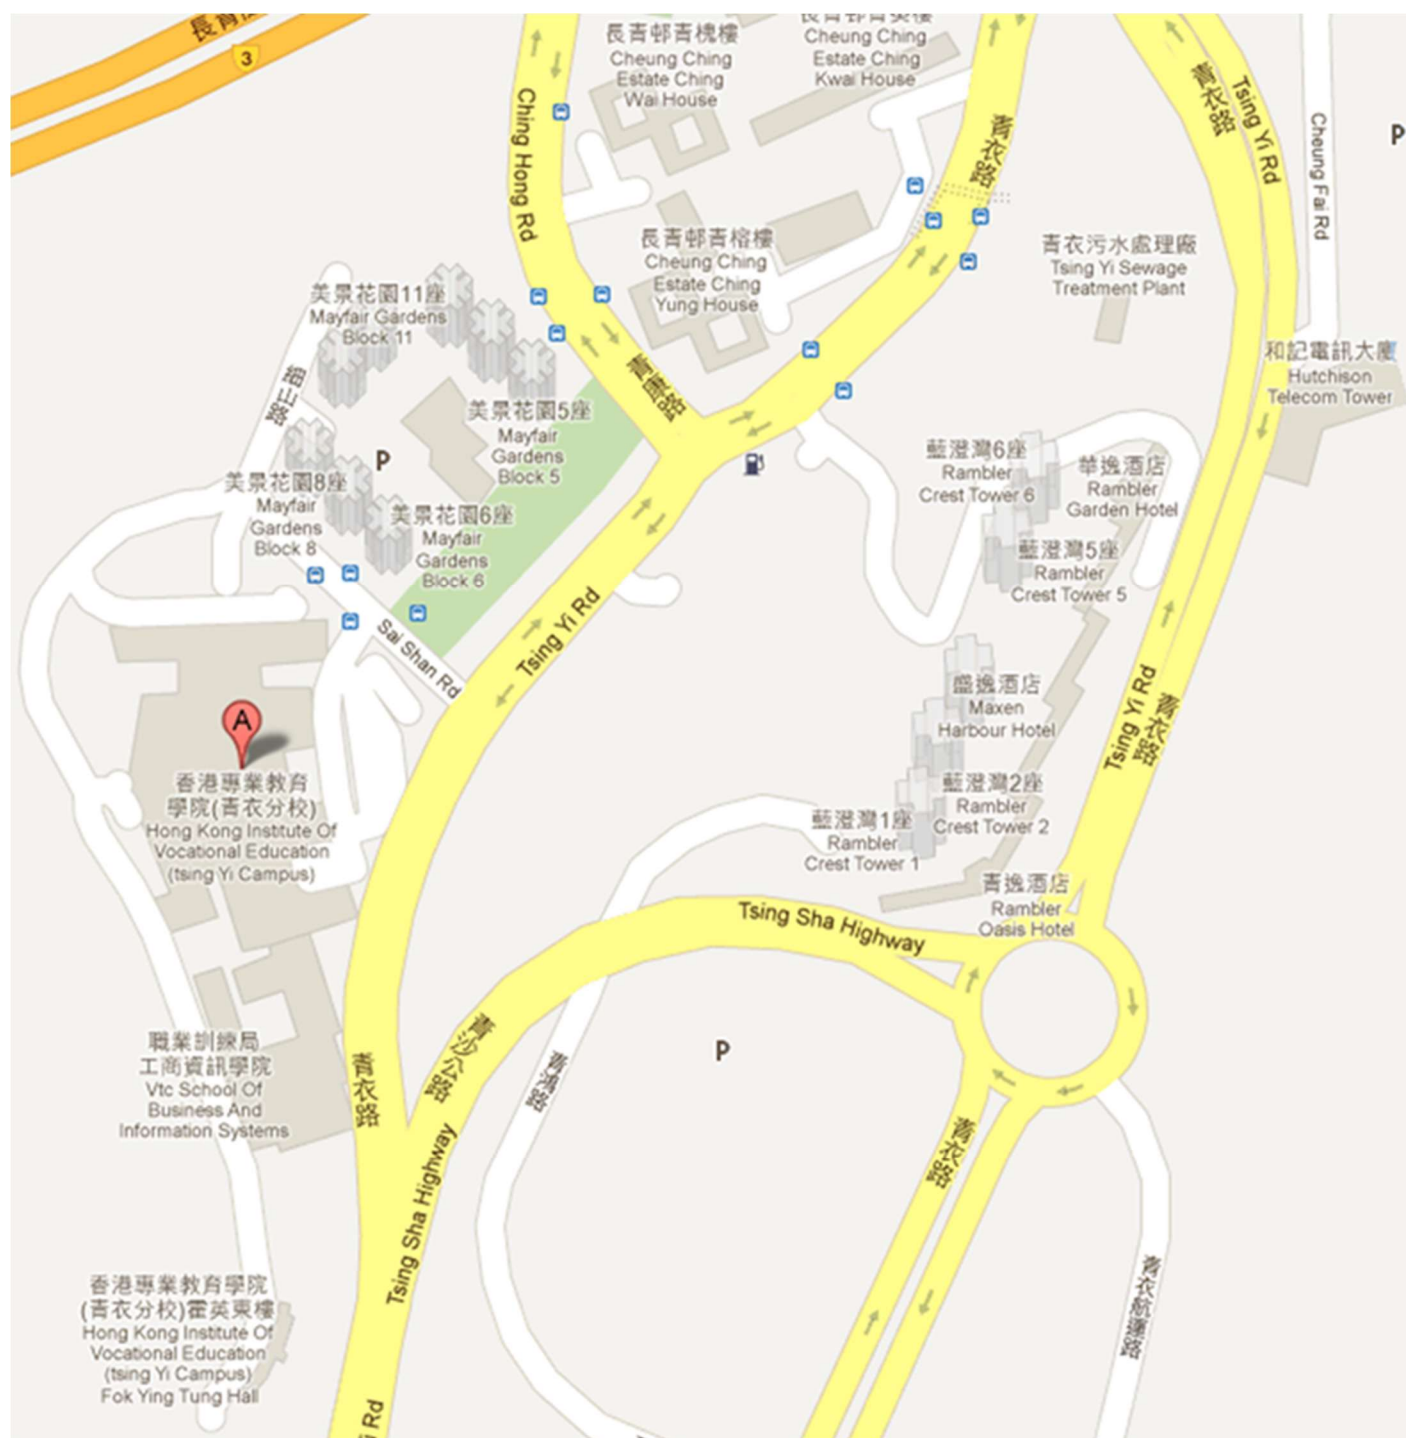 長青
3
長青邨青槐樓
Cheung Ching
Estate Ching
Wai House
長青邨青葵樓
Cheung Ching
Estate Ching
Kwai House
Ching Hong Rd
青衣路
青衣路
Tsing Yi Rd
Cheung Fai Rd
P
P
長青邨青榕樓
Cheung Ching
Estate Ching
Yung House
青衣污水處理廠
Tsing Yi Sewage
Treatment Plant
美景花園11座
Mayfair Gardens
Block 11
和記電訊大廈
Hutchison
Telecom Tower
青康路
美景花園5座
Mayfair
Gardens
Block 5
P
美景花園8座
Mayfair
Gardens
Block 8
美景花園6座
Mayfair
Gardens
Block 6
藍澄灣6座
Rambler
Crest Tower 6
華逸酒店
Rambler
Garden Hotel
藍澄灣5座
Rambler
Crest Tower 5
Tsing Yi Rd
Sai Shan Rd
盛逸酒店
Maxen
Harbour Hotel
Tsing Yi Rd
青衣路
A
香港專業教育
學院(青衣分校)
Hong Kong Institute Of
Vocational Education
(tsing Yi Campus)
藍澄灣2座
Rambler
Crest Tower 2
藍澄灣1座
Rambler
Crest Tower 1
青逸酒店
Rambler
Oasis Hotel
Tsing Sha Highway
職業訓練局
工商資訊學院
Vtc School Of
Business And
Information Systems
青衣路
青沙公路
青鴻路
P
青衣路
Tsing Sha Highway
青衣航運路
香港專業教育學院
(青衣分校)霍英東樓
Hong Kong Institute Of
Vocational Education
(tsing Yi Campus)
Fok Ying Tung Hall
Rd